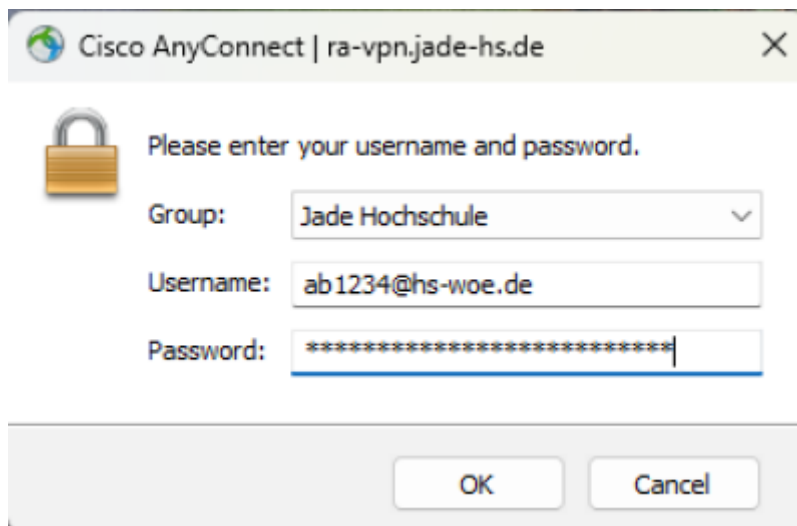 Cisco AnyConnect | ra-vpn.jade-hs.de
Please enter your username and password.
Group: Jade Hochschule
Username: ab1234@hs-woe.de
Password: **************************
OK Cancel